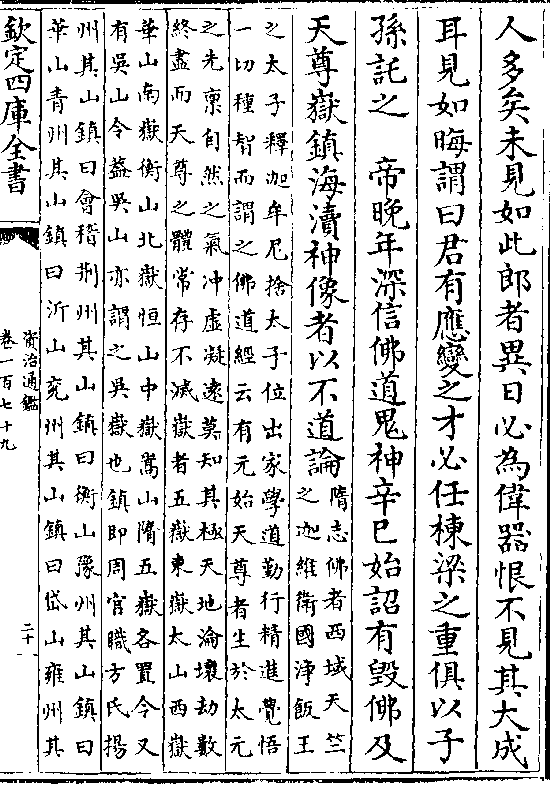 人多矣未見如此郎者異日必為偉器恨不見其大成
耳見如晦謂曰君有應變之才必任棟梁之重俱以子
孫託之　帝晚年深信佛道鬼神辛巳始詔有毁佛及
天尊嶽鎮海瀆神像者以不道論
隋志佛者西域天竺
之迦維衛國淨飯王
之太子釋迦牟尼捨太子位出家學道勤行精進覺悟
一切種智而謂之佛道經云有元始天尊者生於太元
之先稟自然之氣冲虛凝遠莫知其極天地淪壞劫數
終盡而天尊之體常存不滅嶽者五嶽東嶽太山西嶽
華山南嶽衡山北嶽恒山中嶽嵩山隋五嶽各置令又
有吳山令葢吳山亦謂之吳嶽也鎮即周官職方氏揚
州其山鎮曰會稽荆州其山鎮曰衡山豫州其山鎮曰
華山青州其山鎮曰沂山兖州其山鎮曰岱山雍州其
欽定四庫全書
資治通鑑
卷一百七十九
二十